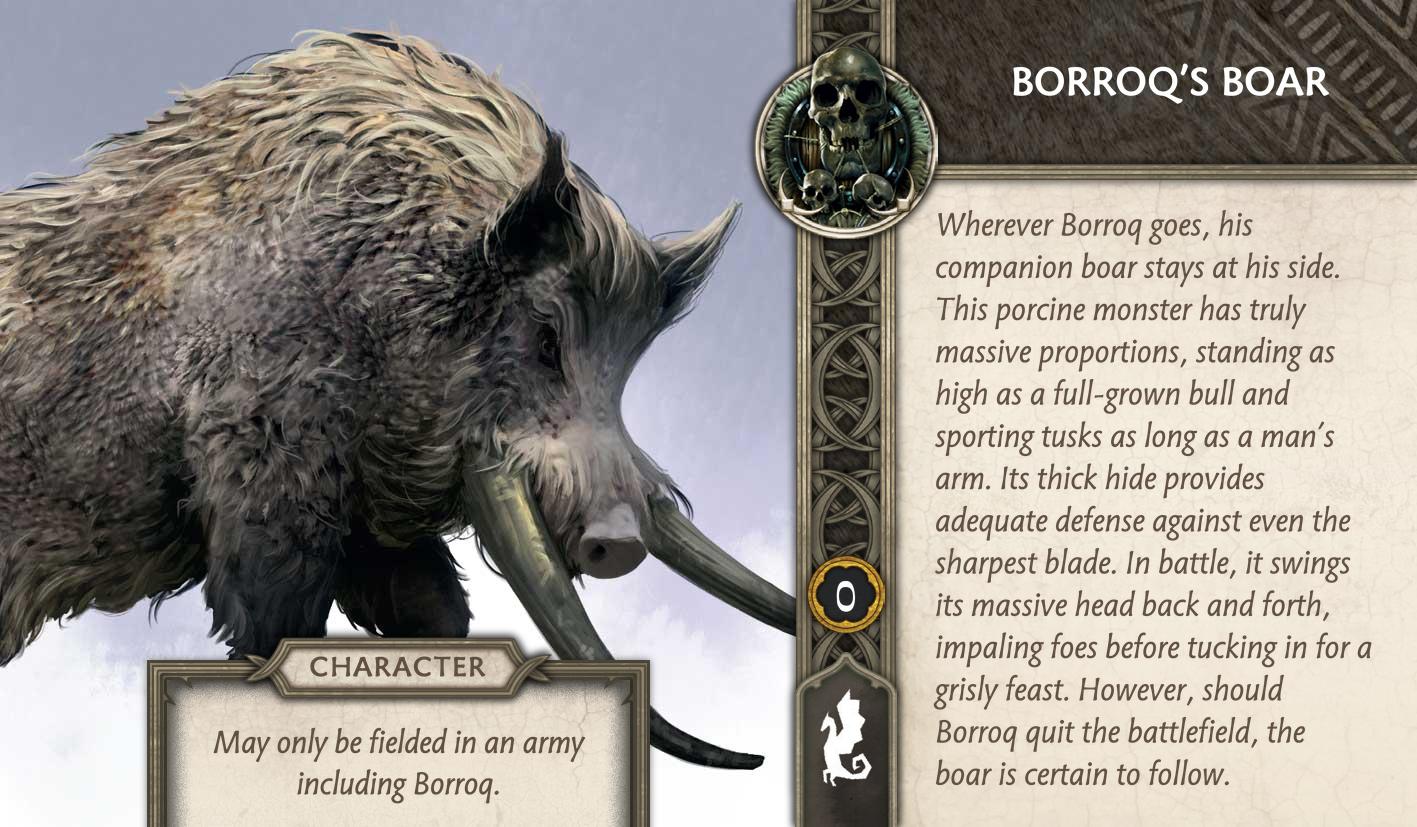 BORROQ'S BOAR
Wherever Borroq goes, his
companion boar stays at his side.
This porcine monster has truly
massive proportions, standing as
high as a full-grown bull and
sporting tusks as long as a man's
arm. Its thick hide provides
adequate defense against even the
sharpest blade. In battle, it swings
its massive head back and forth,
impaling foes before tucking in for a
grisly feast. However, should
Borroq quit the battlefield, the
boar is certain to follow.
0
CHARACTER
May only be fielded in an army
including Borroq.